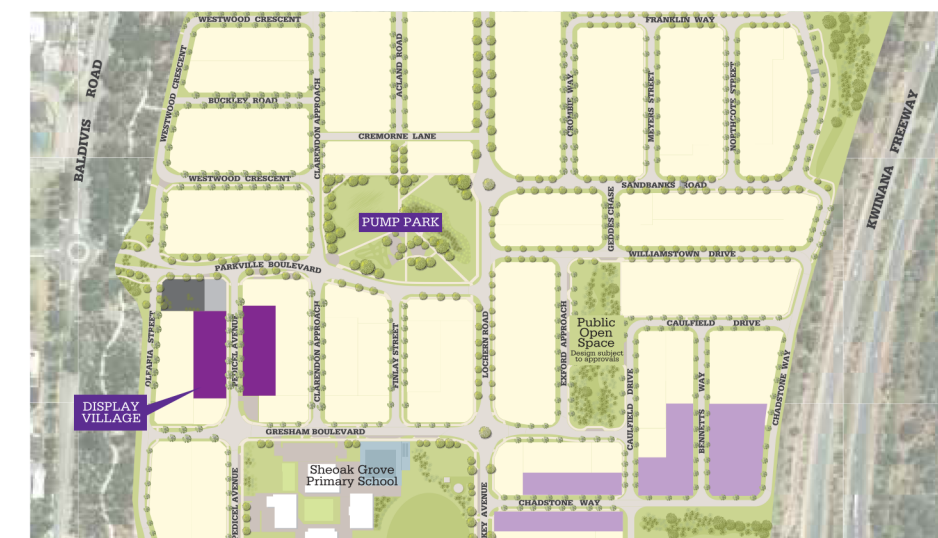 WESTWOOD CRESCENT
FRANKLIN WAY
BALDIVIS ROAD
WESTWOOD CRESCENT
ACLAND ROAD
CLARENDON APPROACH
BUCKLEY ROAD
CROMBIE WAY
MEYERS STREET
NORTHCOTE STREET
KWINANA FREEWAY
CREMORNE LANE
WESTWOOD CRESCENT
SANDBANKS ROAD
GEDDES CHASE
PUMP PARK
WILLIAMSTOWN DRIVE
PARKVILLE BOULEVARD
OLEARIA STREET
PEDICEL AVENUE
CLARENDON APPROACH
FINLAY STREET
LOCHERN ROAD
EXFORD APPROACH
Public
Open
Space
Design subject
to approvals
CAULFIELD DRIVE
CAULFIELD DRIVE
BENNETTS WAY
CHADSTONE WAY
DISPLAY
VILLAGE
GRESHAM BOULEVARD
Sheoak Grove
Primary School
PEDICEL AVENUE
KEY AVENUE
CHADSTONE WAY